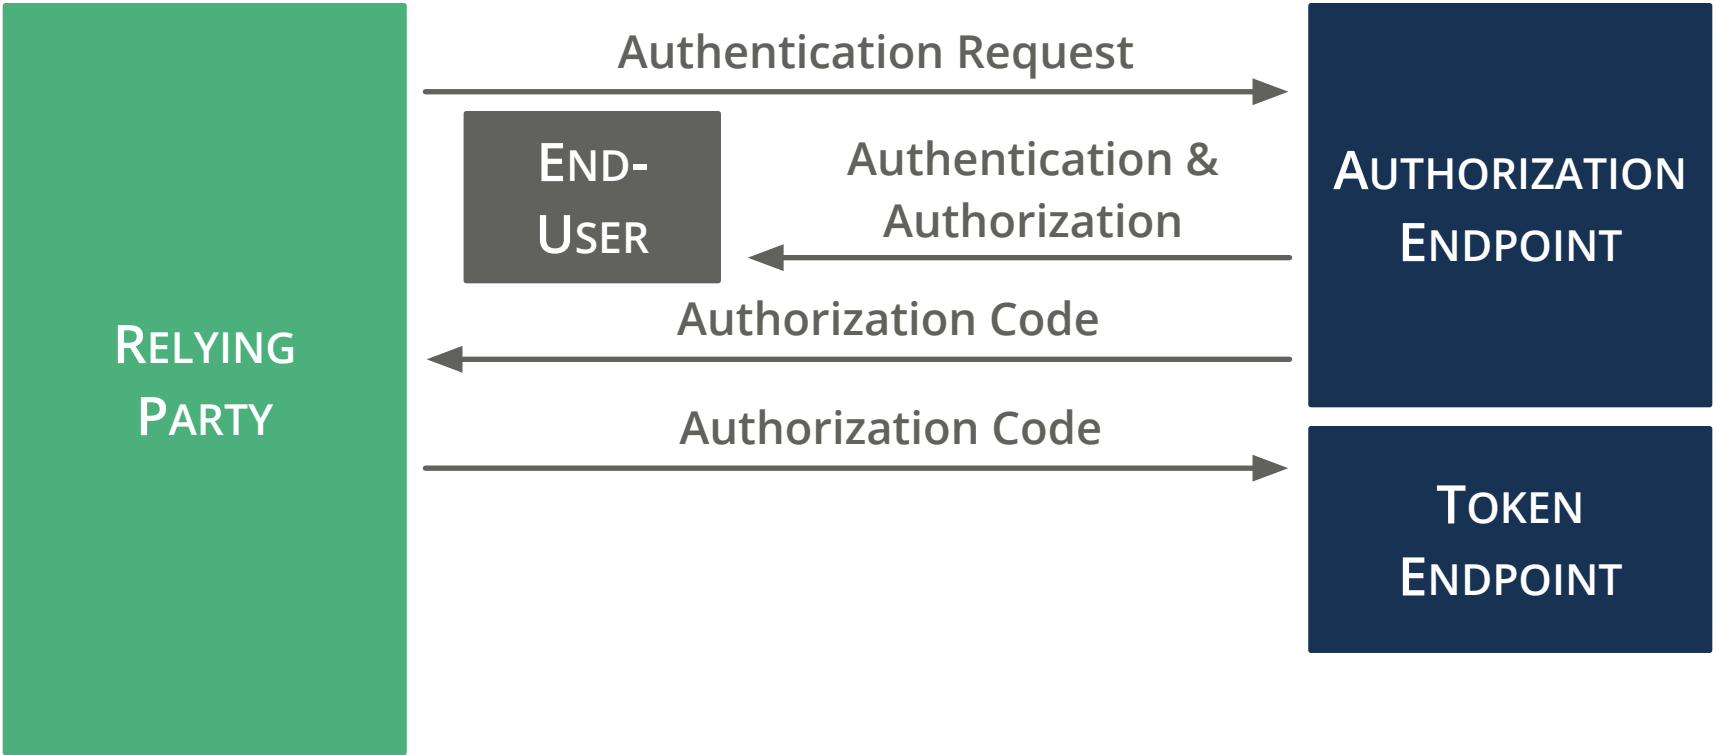 Authentication Request
End-
User
Authentication &
Authorization
Authorization
Endpoint
Authorization Code
Relying
Party
Authorization Code
Token
Endpoint